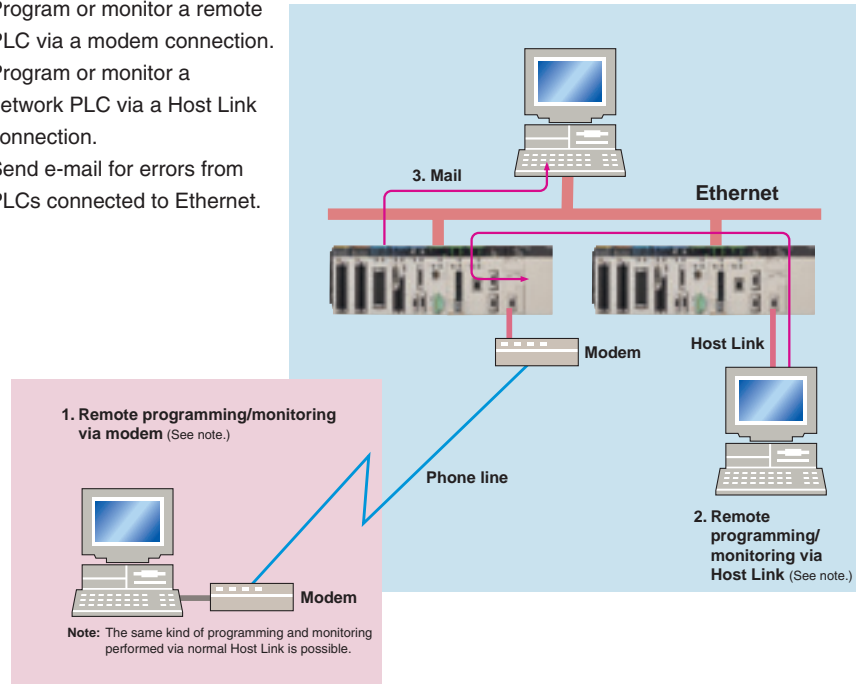 Program or monitor a remote
PLC via a modem connection.
Program or monitor a
network PLC via a Host Link
connection.
Send e-mail for errors from
PLCs connected to Ethernet.
3. Mail
Ethernet
Modem
Host Link
1. Remote programming/monitoring
via modem (See note.)
Phone line
2. Remote
programming/
monitoring via
Host Link (See note.)
Modem
Note: The same kind of programming and monitoring
performed via normal Host Link is possible.